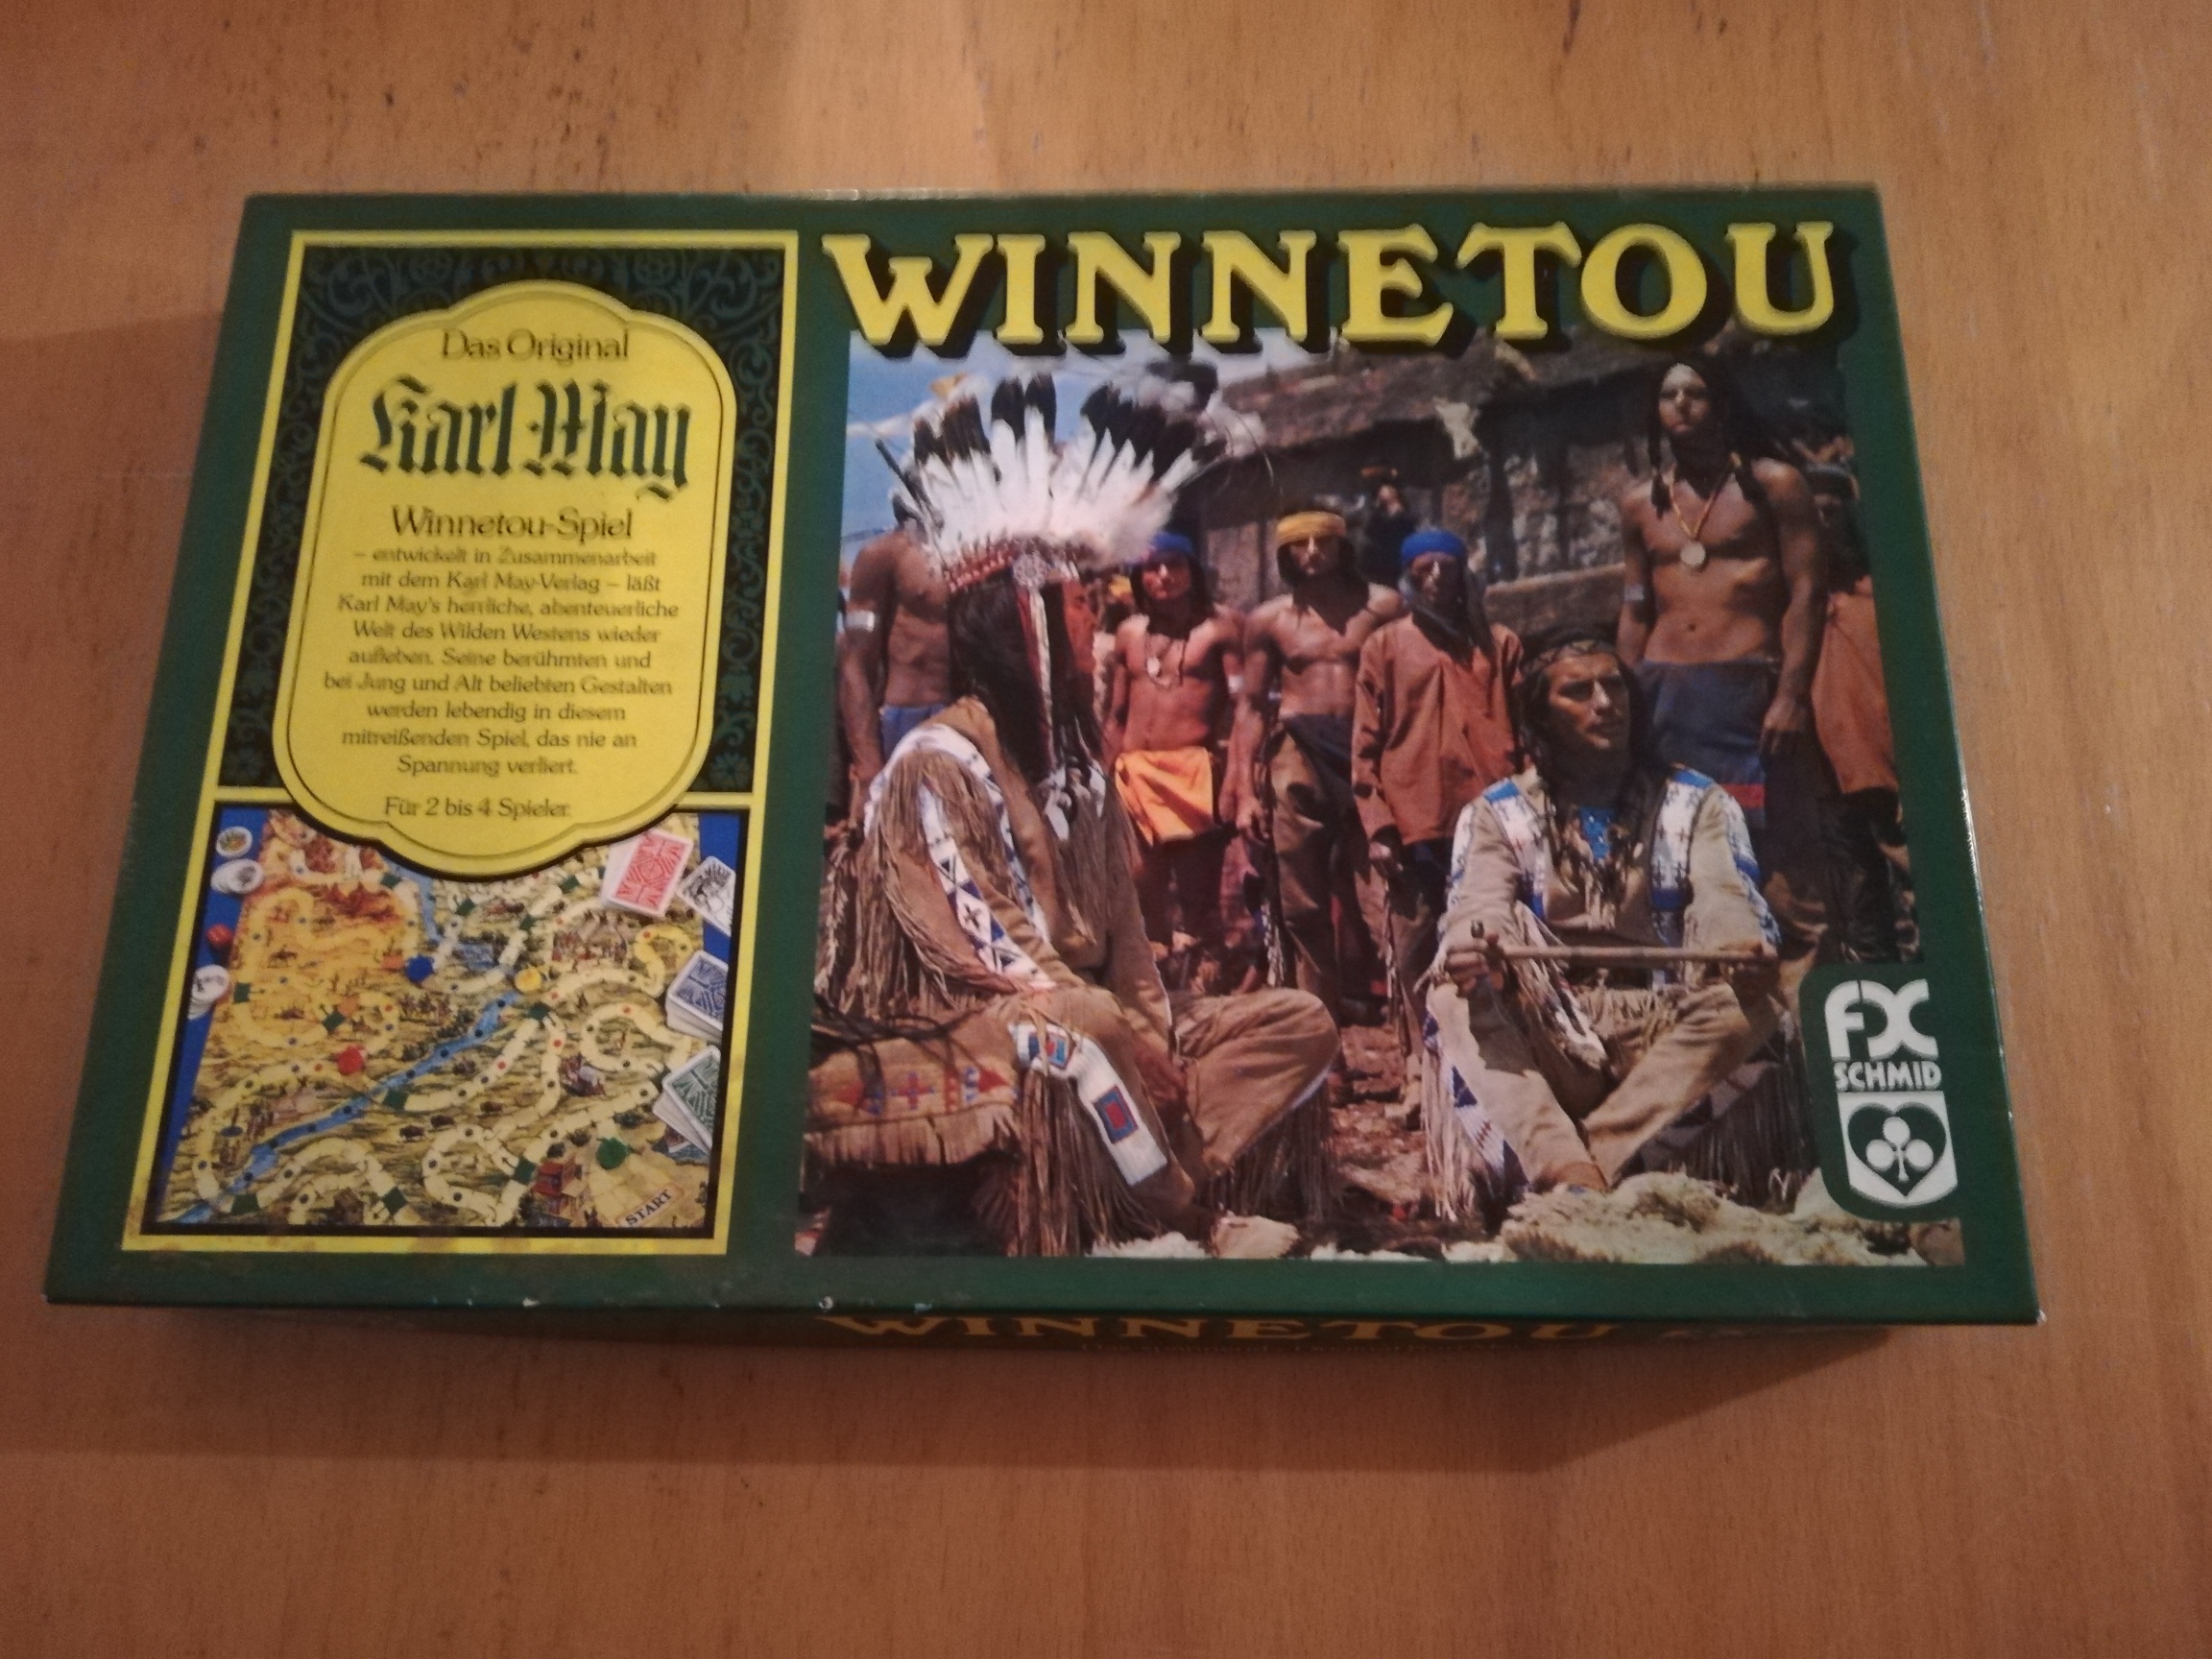 WINNETOU
Das Original
Karl May
Winnetou-Spiel
– entwickelt in Zusammenarbeit
mit dem Karl May-Verlag – läßt
Karl May's herrliche, abenteuerliche
Welt des Wilden Westens wieder
aufleben. Seine berühmten und
bei Jung und Alt beliebten Gestalten
werden lebendig in diesem
mitreißenden Spiel, das nie an
Spannung verliert.
Für 2 bis 4 Spieler.
START
FX
SCHMID
WINNETOU